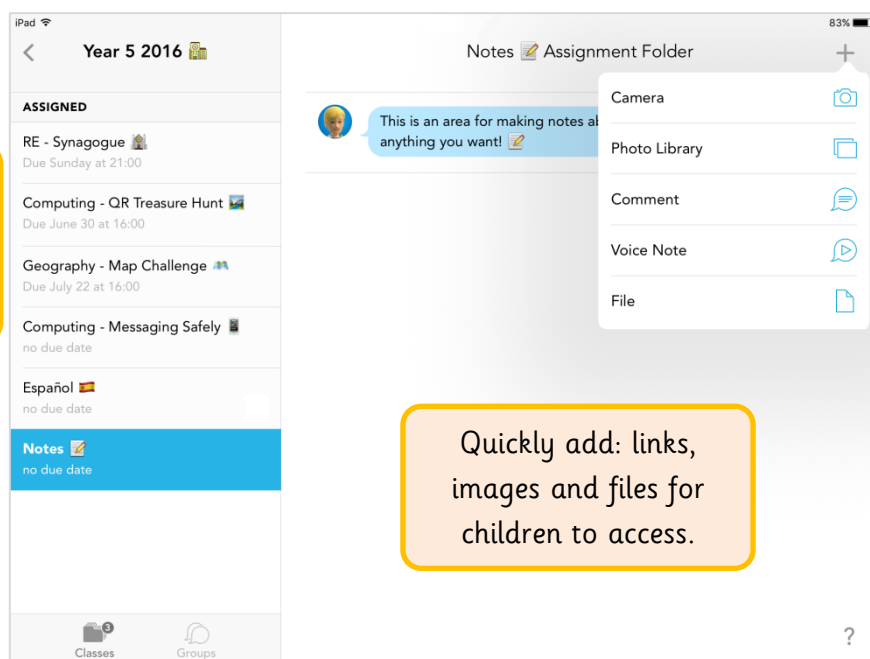 iPad
83%
Year 5 2016
Notes 📝 Assignment Folder
ASSIGNED
RE - Synagogue
Due Sunday at 21:00
Computing - QR Treasure Hunt
Due June 30 at 16:00
Geography - Map Challenge
Due July 22 at 16:00
Computing - Messaging Safely
no due date
Español
no due date
Notes
no due date
3
Classes
Groups
This is an area for making notes
anything you want!
Camera
Photo Library
Comment
Voice Note
File
Quickly add: links,
images and files for
children to access.
?